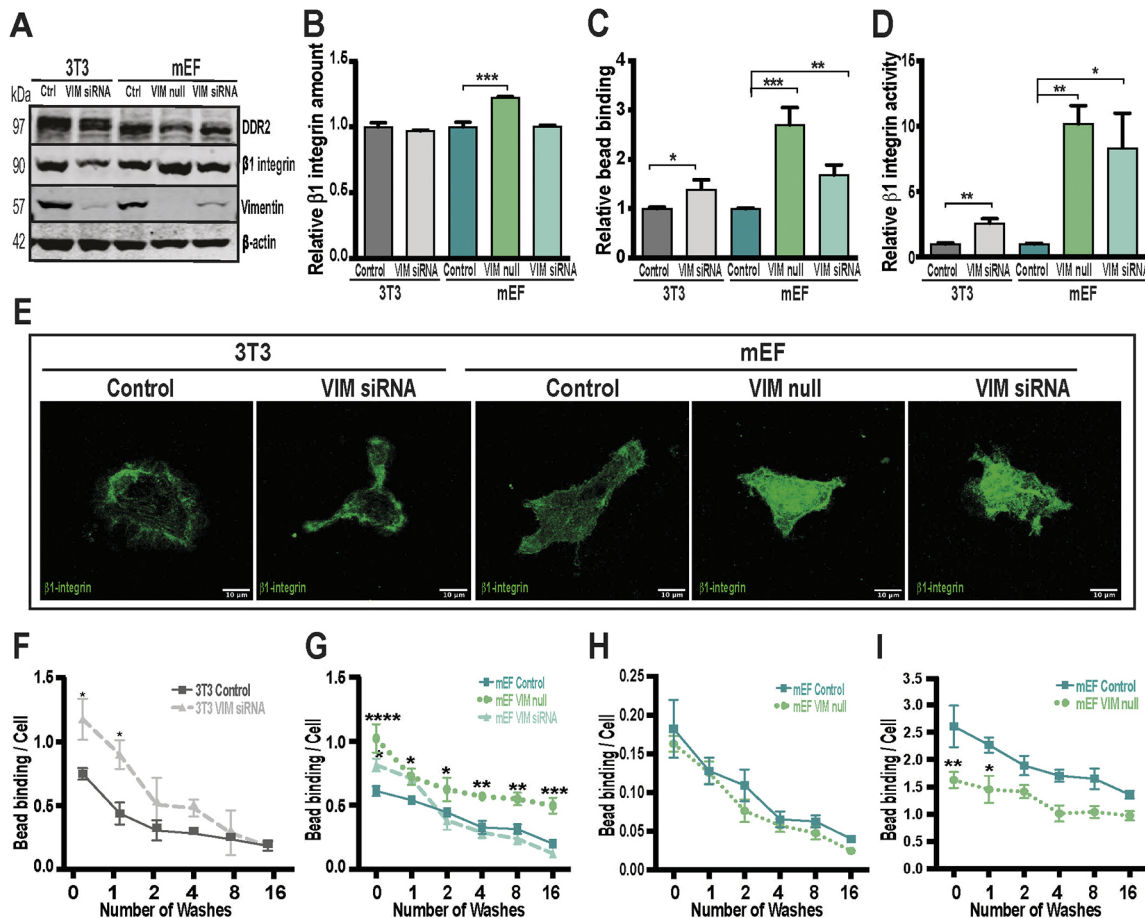 A
3T3 mEF
kDa Ctrl VIM siRNA Ctrl VIM null VIM siRNA
97 DDR2
90 β1 integrin
57 Vimentin
42 β-actin
B
Relative β1 integrin amount
1.5
1.0
0.5
0.0
***
Control VIM siRNA Control VIM null VIM siRNA
3T3 mEF
C
Relative bead binding
4
3
2
1
0
*
***
**
Control VIM siRNA Control VIM null VIM siRNA
3T3 mEF
D
Relative β1 integrin activity
15
10
5
0
**
**
*
Control VIM siRNA Control VIM null VIM siRNA
3T3 mEF
E
3T3 mEF
Control VIM siRNA Control VIM null VIM siRNA
β1-integrin 10 µm β1-integrin 10 µm β1-integrin 10 µm β1-integrin 10 µm β1-integrin 10 µm
F
Bead binding / Cell
1.5
1.0
0.5
0.0
3T3 Control
3T3 VIM siRNA
* *
0 1 2 4 8 16
Number of Washes
G
Bead binding / Cell
1.5
1.0
0.5
0.0
mEF Control
mEF VIM null
mEF VIM siRNA
**** * * * ** ** ***
0 1 2 4 8 16
Number of Washes
H
Bead binding / Cell
0.25
0.20
0.15
0.10
0.05
0.00
mEF Control
mEF VIM null
0 1 2 4 8 16
Number of Washes
I
Bead binding / Cell
3.5
3.0
2.5
2.0
1.5
1.0
0.5
0.0
mEF Control
mEF VIM null
** *
0 1 2 4 8 16
Number of Washes